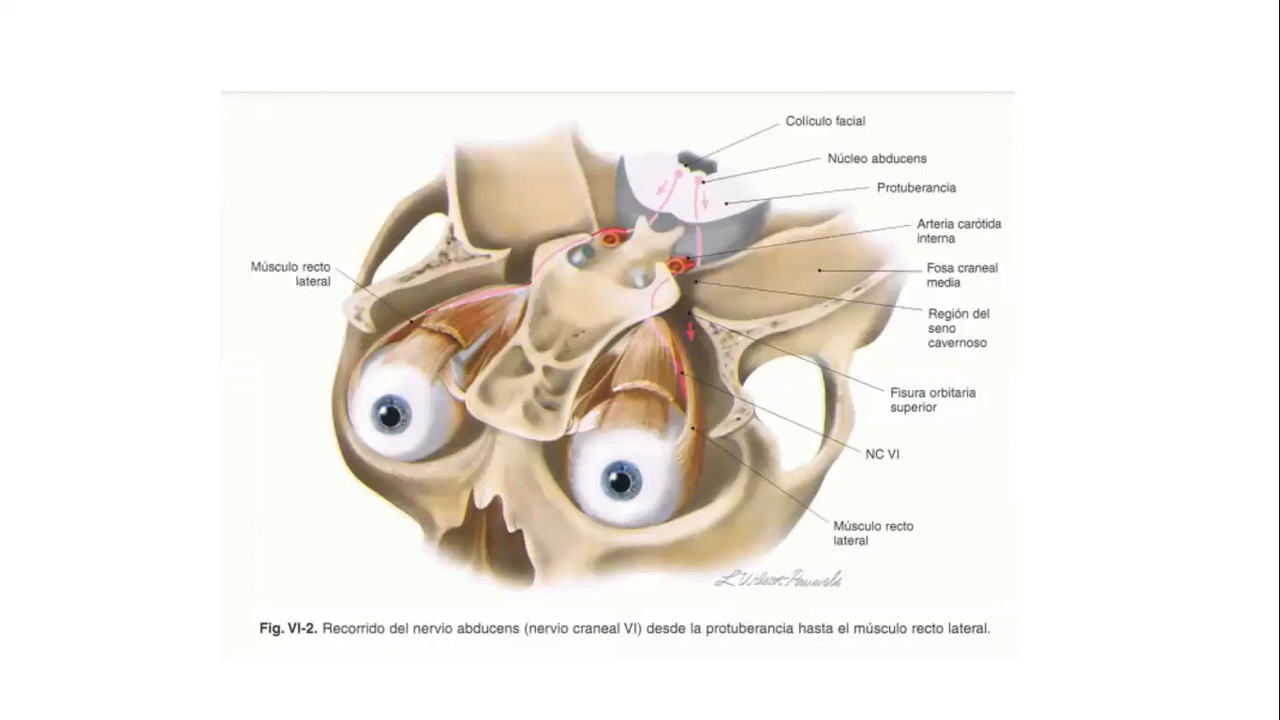 Colículo facial
Núcleo abducens
Protuberancia
Arteria carótida
interna
Fosa craneal
media
Región del
seno
cavernoso
Fisura orbitaria
superior
NC VI
Músculo recto
lateral
Músculo recto
lateral
Fig. VI-2. Recorrido del nervio abducens (nervio craneal VI) desde la protuberancia hasta el músculo recto lateral.